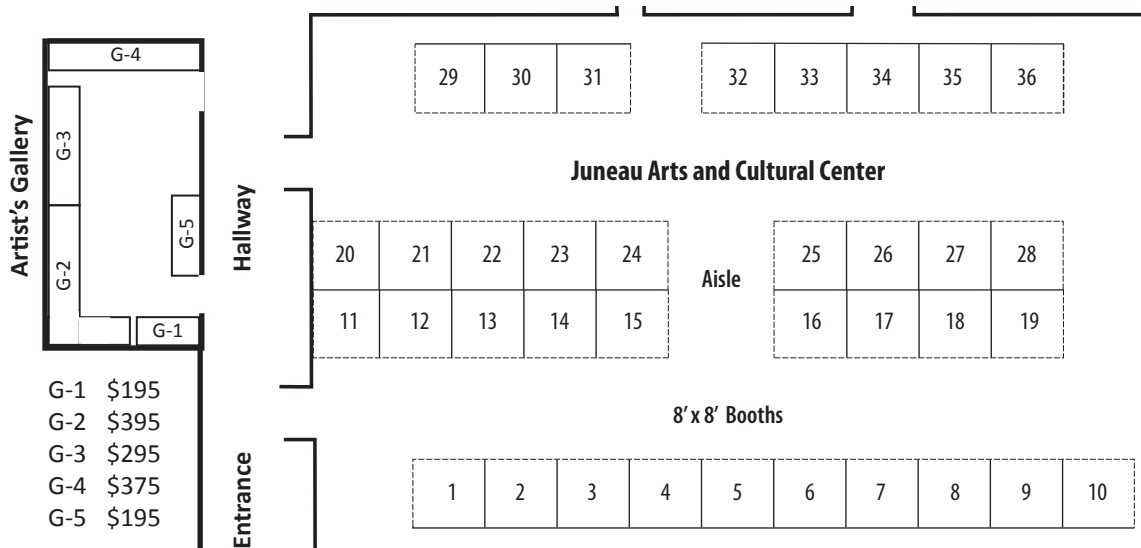 G-4
29 30 31 32 33 34 35 36
Artist's Gallery
G-3
Juneau Arts and Cultural Center
Hallway
G-5
G-2
20 21 22 23 24 25 26 27 28
Aisle
11 12 13 14 15 16 17 18 19
G-1
G-1 $195
G-2 $395
G-3 $295
G-4 $375
G-5 $195
8' x 8' Booths
Entrance
1 2 3 4 5 6 7 8 9 10